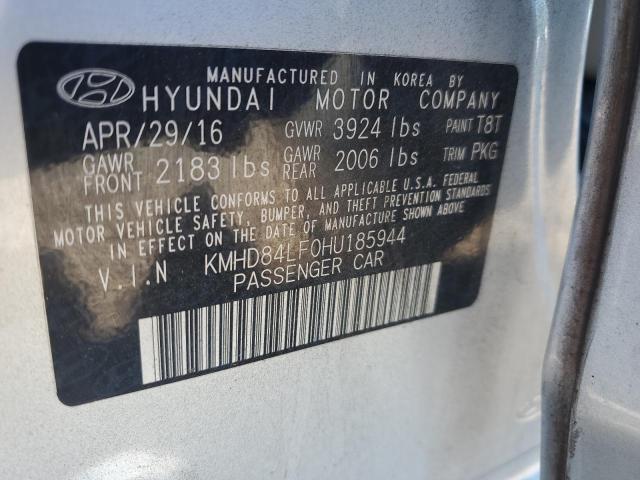 MANUFACTURED IN KOREA BY
HYUNDAI MOTOR COMPANY
APR/29/16 GVWR 3924 lbs PAINT T8T
GAWR FRONT 2183 lbs GAWR REAR 2006 lbs TRIM PKG
THIS VEHICLE CONFORMS TO ALL APPLICABLE U.S.A. FEDERAL
MOTOR VEHICLE SAFETY, BUMPER, AND THEFT PREVENTION STANDARDS
IN EFFECT ON THE DATE OF MANUFACTURE SHOWN ABOVE.
V.I.N KMHD84LF0HU185944
PASSENGER CAR